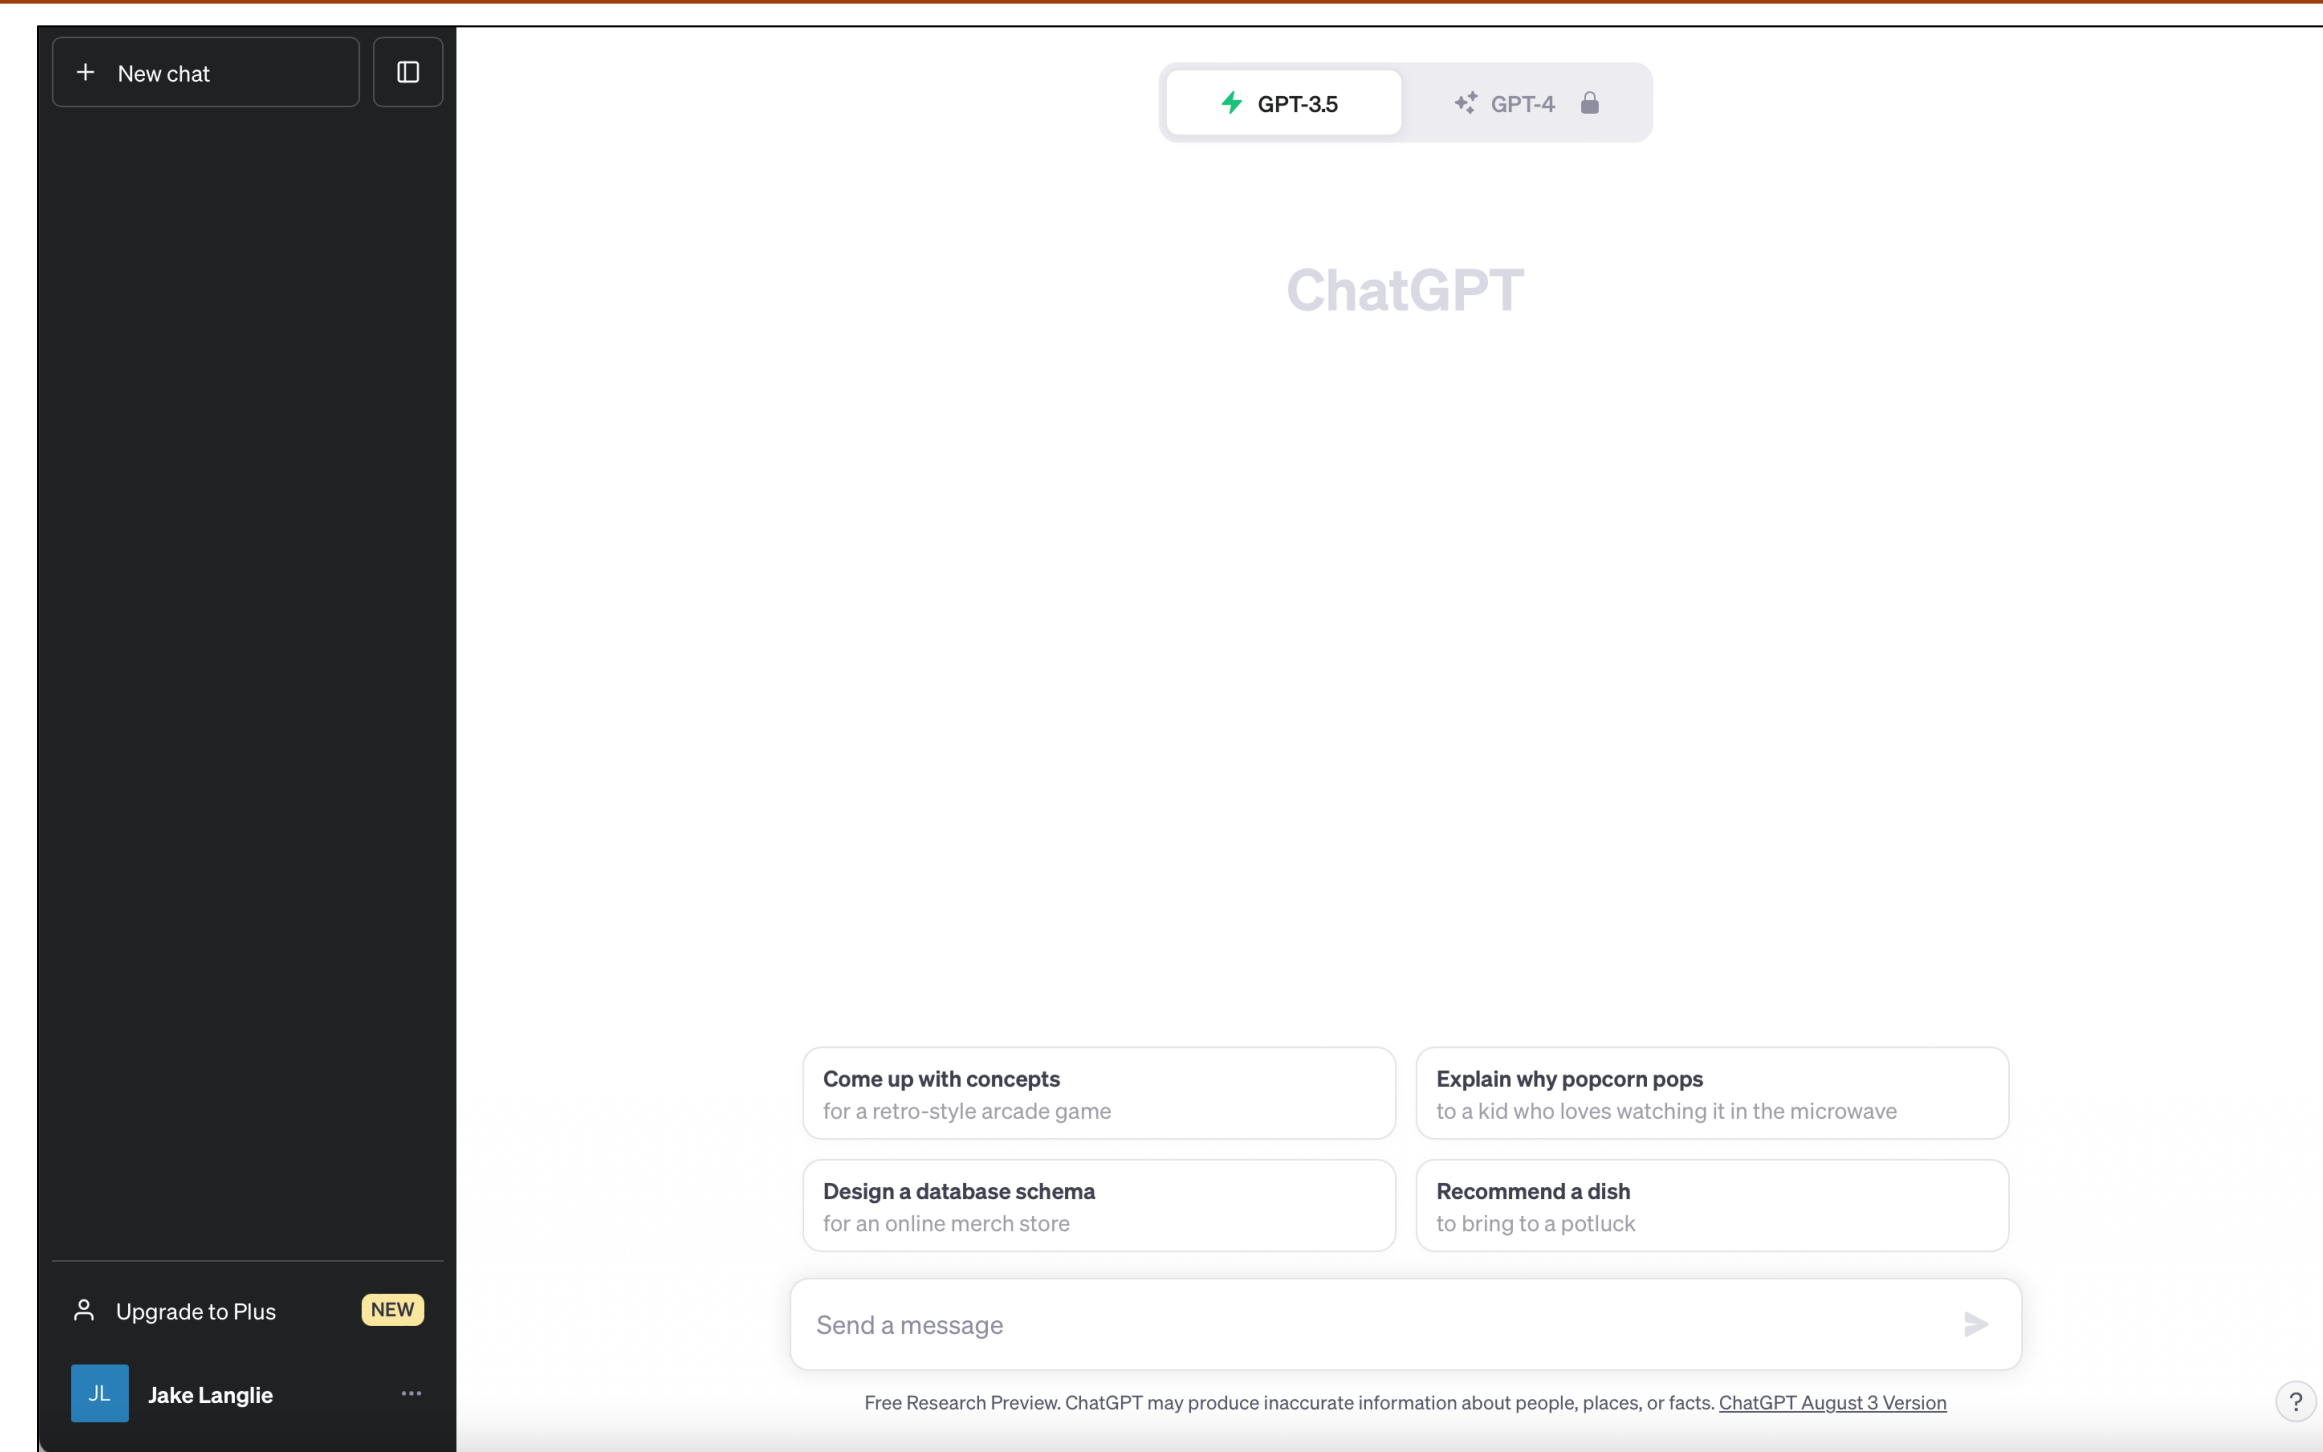 New chat
GPT-3.5
GPT-4
ChatGPT
Come up with concepts
for a retro-style arcade game
Explain why popcorn pops
to a kid who loves watching it in the microwave
Design a database schema
for an online merch store
Recommend a dish
to bring to a potluck
Upgrade to Plus
NEW
Send a message
JL
Jake Langlie
...
Free Research Preview. ChatGPT may produce inaccurate information about people, places, or facts. ChatGPT August 3 Version
?